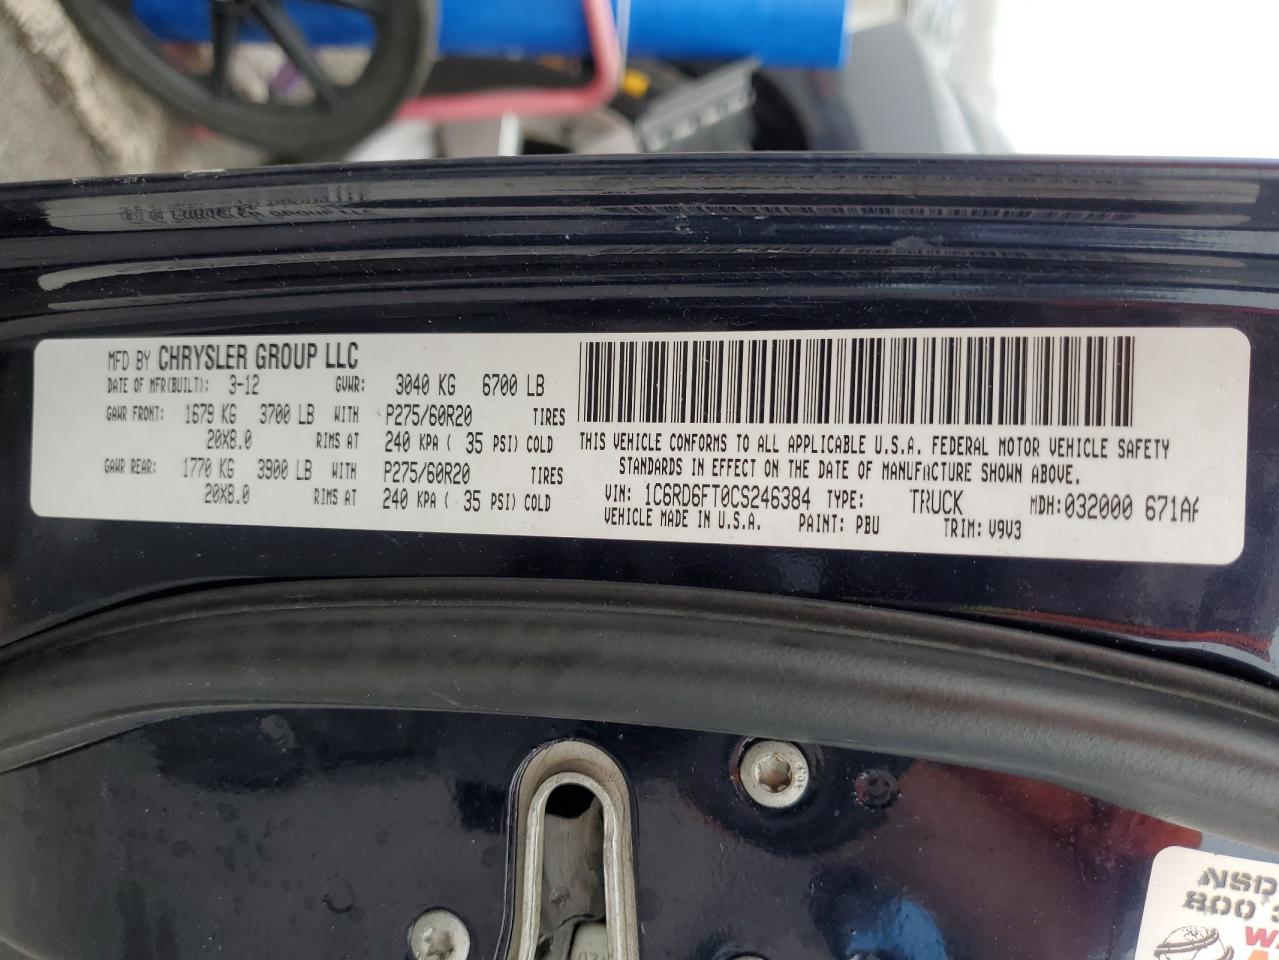 MFD BY CHRYSLER GROUP LLC
DATE OF MFR(BUILT): 3-12 GVWR: 3040 KG 6700 LB
GAWR FRONT: 1679 KG 3700 LB WITH P275/60R20 TIRES
20X8.0 RIMS AT 240 KPA ( 35 PSI) COLD
GAWR REAR: 1770 KG 3900 LB WITH P275/60R20 TIRES
20X8.0 RIMS AT 240 KPA ( 35 PSI) COLD
THIS VEHICLE CONFORMS TO ALL APPLICABLE U.S.A. FEDERAL MOTOR VEHICLE SAFETY
STANDARDS IN EFFECT ON THE DATE OF MANUFACTURE SHOWN ABOVE.
VIN: 1C6RD6FT0CS246384 TYPE: TRUCK MDH:032000 671AA
VEHICLE MADE IN U.S.A. PAINT: PBU TRIM: V9V3
NSD
800